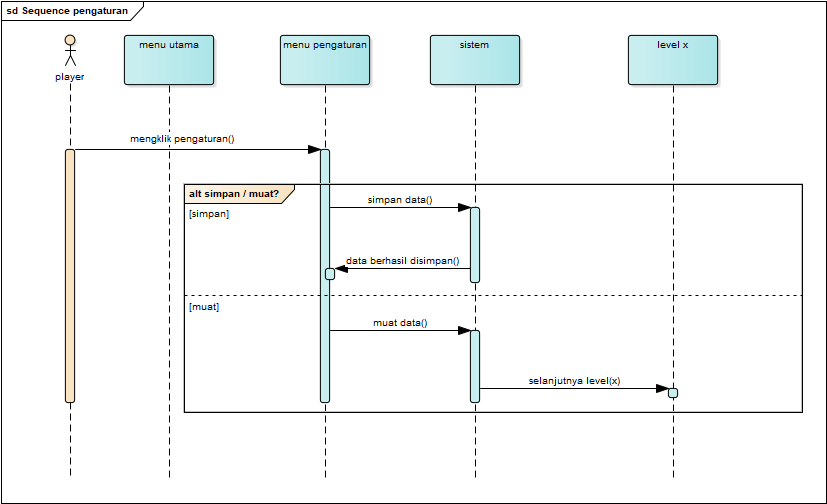 sd Sequence pengaturan
player
menu utama
menu pengaturan
sistem
level x
mengklik pengaturan()
alt simpan / muat?
simpan data()
[simpan]
data berhasil disimpan()
[muat]
muat data()
selanjutnya level(x)